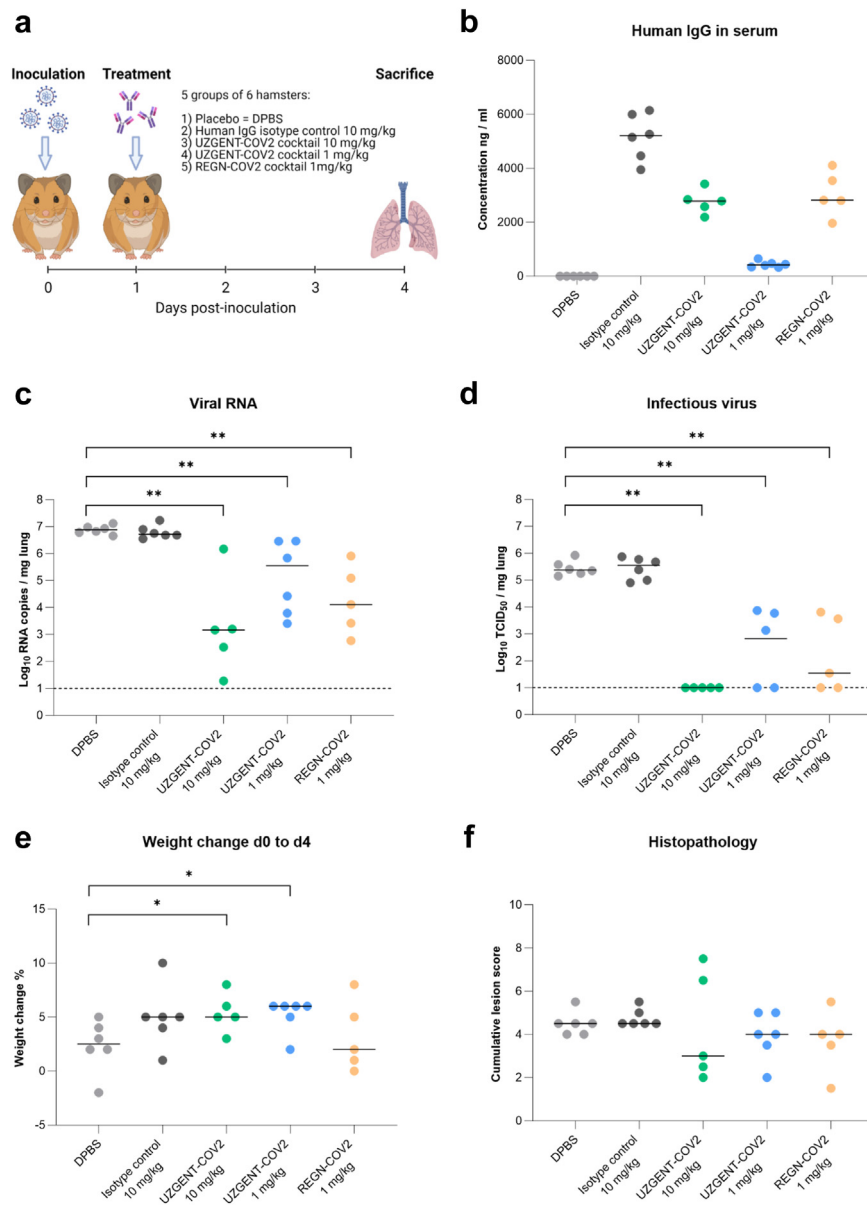 a
Inoculation
Treatment
Sacrifice
5 groups of 6 hamsters:
1) Placebo = DPBS
2) Human IgG isotype control 10 mg/kg
3) UZGENT-COV2 cocktail 10 mg/kg
4) UZGENT-COV2 cocktail 1 mg/kg
5) REGN-COV2 cocktail 1mg/kg
0
1
2
3
4
Days post-inoculation
b
Human IgG in serum
Concentration ng / ml
8000
6000
4000
2000
0
DPBS
Isotype control
10 mg/kg
UZGENT-COV2
10 mg/kg
UZGENT-COV2
1 mg/kg
REGN-COV2
1 mg/kg
c
Viral RNA
**
**
**
Log₁₀ RNA copies / mg lung
8
7
6
5
4
3
2
1
0
DPBS
Isotype control
10 mg/kg
UZGENT-COV2
10 mg/kg
UZGENT-COV2
1 mg/kg
REGN-COV2
1 mg/kg
d
Infectious virus
**
**
**
Log₁₀ TCID₅₀ / mg lung
8
7
6
5
4
3
2
1
0
DPBS
Isotype control
10 mg/kg
UZGENT-COV2
10 mg/kg
UZGENT-COV2
1 mg/kg
REGN-COV2
1 mg/kg
e
Weight change d0 to d4
*
*
Weight change %
15
10
5
0
-5
DPBS
Isotype control
10 mg/kg
UZGENT-COV2
10 mg/kg
UZGENT-COV2
1 mg/kg
REGN-COV2
1 mg/kg
f
Histopathology
Cumulative lesion score
10
8
6
4
2
0
DPBS
Isotype control
10 mg/kg
UZGENT-COV2
10 mg/kg
UZGENT-COV2
1 mg/kg
REGN-COV2
1 mg/kg